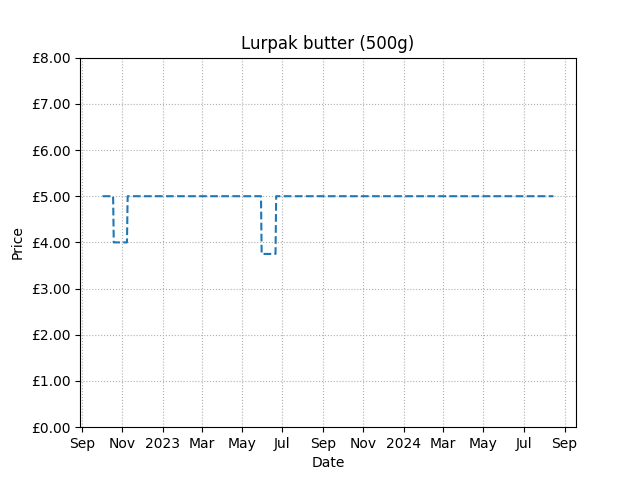 Lurpak butter (500g)
£8.00
£7.00
£6.00
£5.00
£4.00
£3.00
£2.00
£1.00
£0.00
Price
Sep Nov 2023 Mar May Jul Sep Nov 2024 Mar May Jul Sep
Date